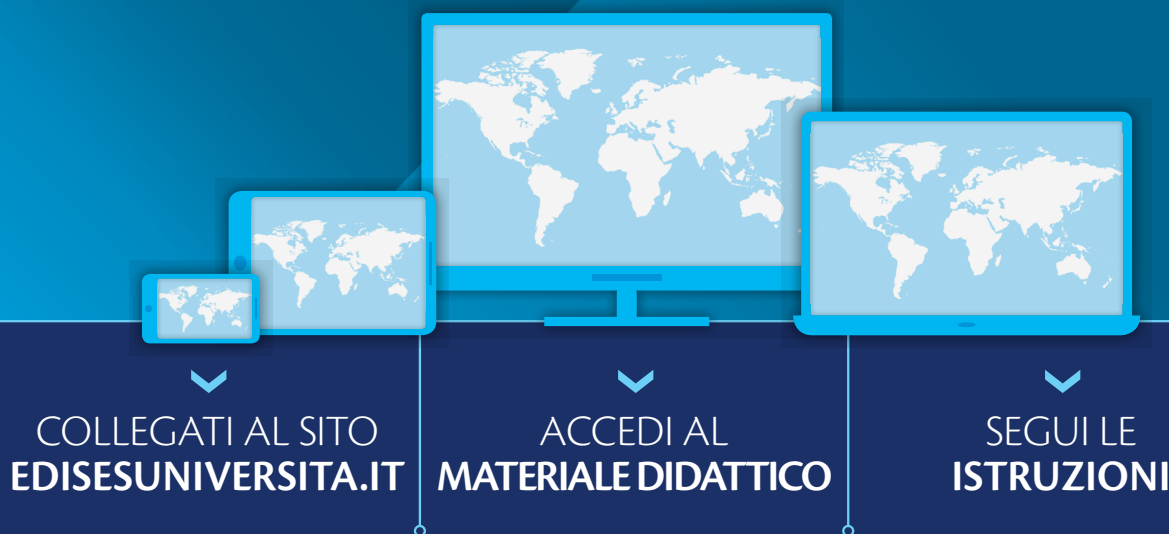 COLLEGATI AL SITO
EDISESUNIVERSITA.IT
ACCEDI AL
MATERIALE DIDATTICO
SEGUI LE
ISTRUZIONI